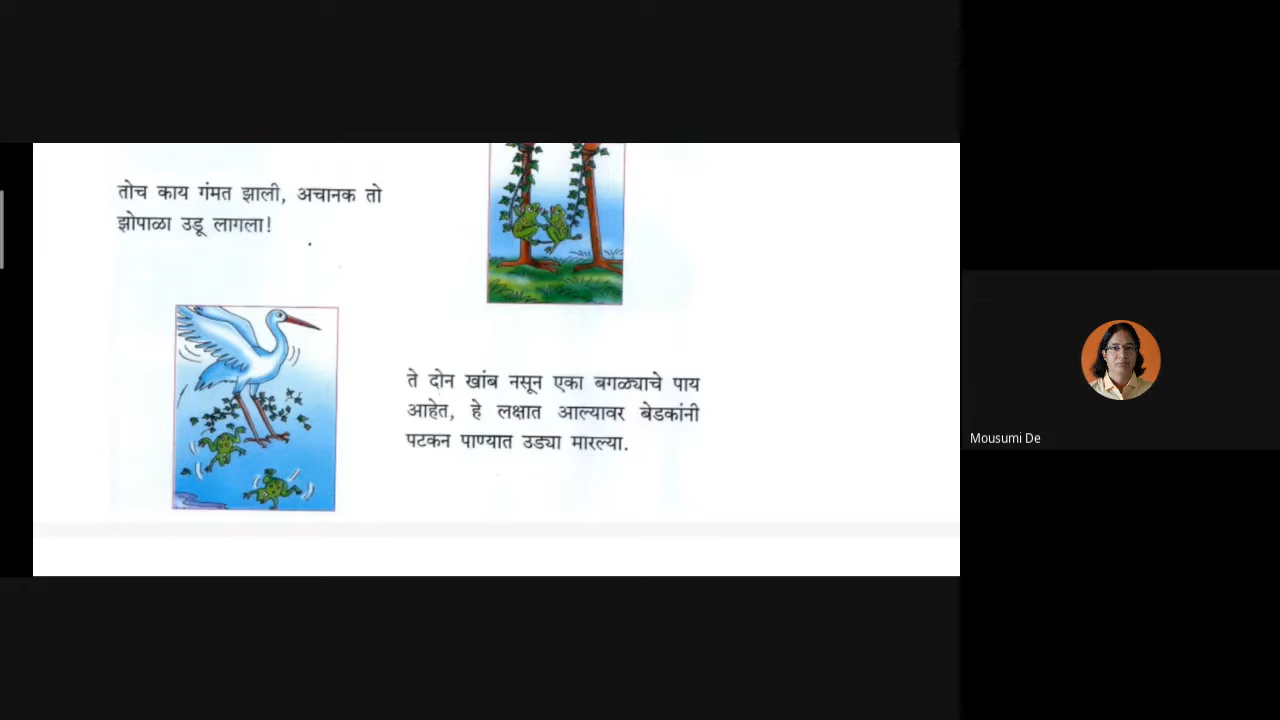 तोच काय गंमत झाली, अचानक तो
झोपाळा उडू लागला!
ते दोन खांब नसून एका बगळ्याचे पाय
आहेत, हे लक्षात आल्यावर बेडकांनी
पटकन पाण्यात उड्या मारल्या.
Mousumi De